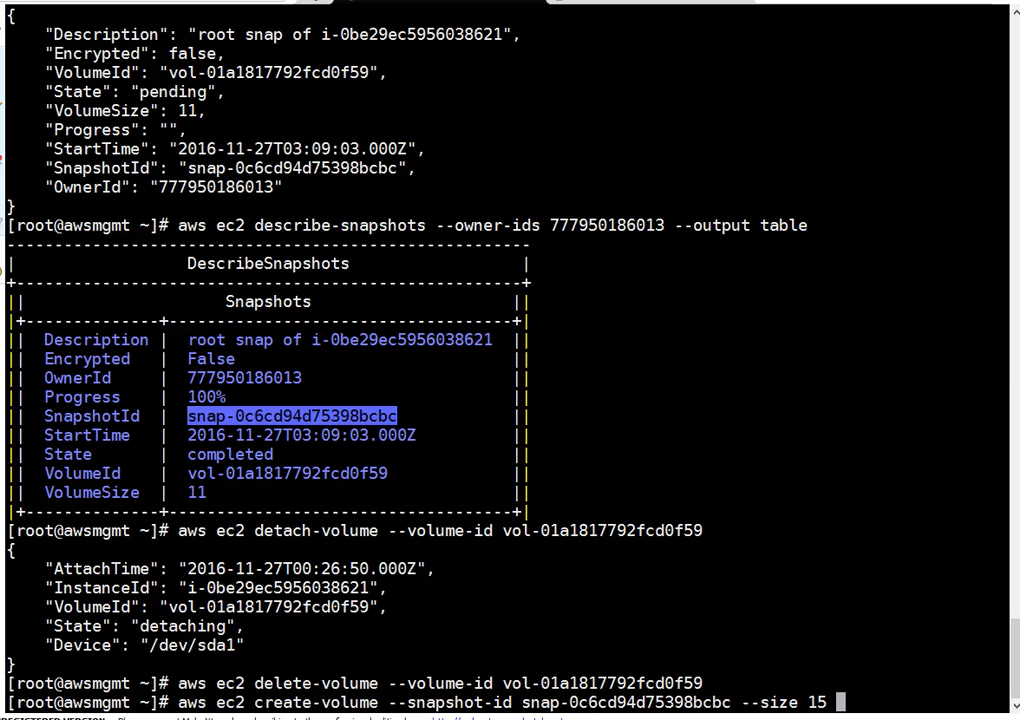 {
    "Description": "root snap of i-0be29ec5956038621",
    "Encrypted": false,
    "VolumeId": "vol-01a1817792fcd0f59",
    "State": "pending",
    "VolumeSize": 11,
    "Progress": "",
    "StartTime": "2016-11-27T03:09:03.000Z",
    "SnapshotId": "snap-0c6cd94d75398bcbc",
    "OwnerId": "777950186013"
}
[root@awsmgmt ~]# aws ec2 describe-snapshots --owner-ids 777950186013 --output table
------------------------------------------------------
|                  DescribeSnapshots                  |
+-----------------------------------------------------+
||                     Snapshots                     ||
|+--------------+------------------------------------+|
||  Description |  root snap of i-0be29ec5956038621  ||
||  Encrypted   |  False                             ||
||  OwnerId     |  777950186013                      ||
||  Progress    |  100%                              ||
||  SnapshotId  |  snap-0c6cd94d75398bcbc            ||
||  StartTime   |  2016-11-27T03:09:03.000Z          ||
||  State       |  completed                         ||
||  VolumeId    |  vol-01a1817792fcd0f59             ||
||  VolumeSize  |  11                                ||
|+--------------+------------------------------------+|
[root@awsmgmt ~]# aws ec2 detach-volume --volume-id vol-01a1817792fcd0f59
{
    "AttachTime": "2016-11-27T00:26:50.000Z",
    "InstanceId": "i-0be29ec5956038621",
    "VolumeId": "vol-01a1817792fcd0f59",
    "State": "detaching",
    "Device": "/dev/sda1"
}
[root@awsmgmt ~]# aws ec2 delete-volume --volume-id vol-01a1817792fcd0f59
[root@awsmgmt ~]# aws ec2 create-volume --snapshot-id snap-0c6cd94d75398bcbc --size 15